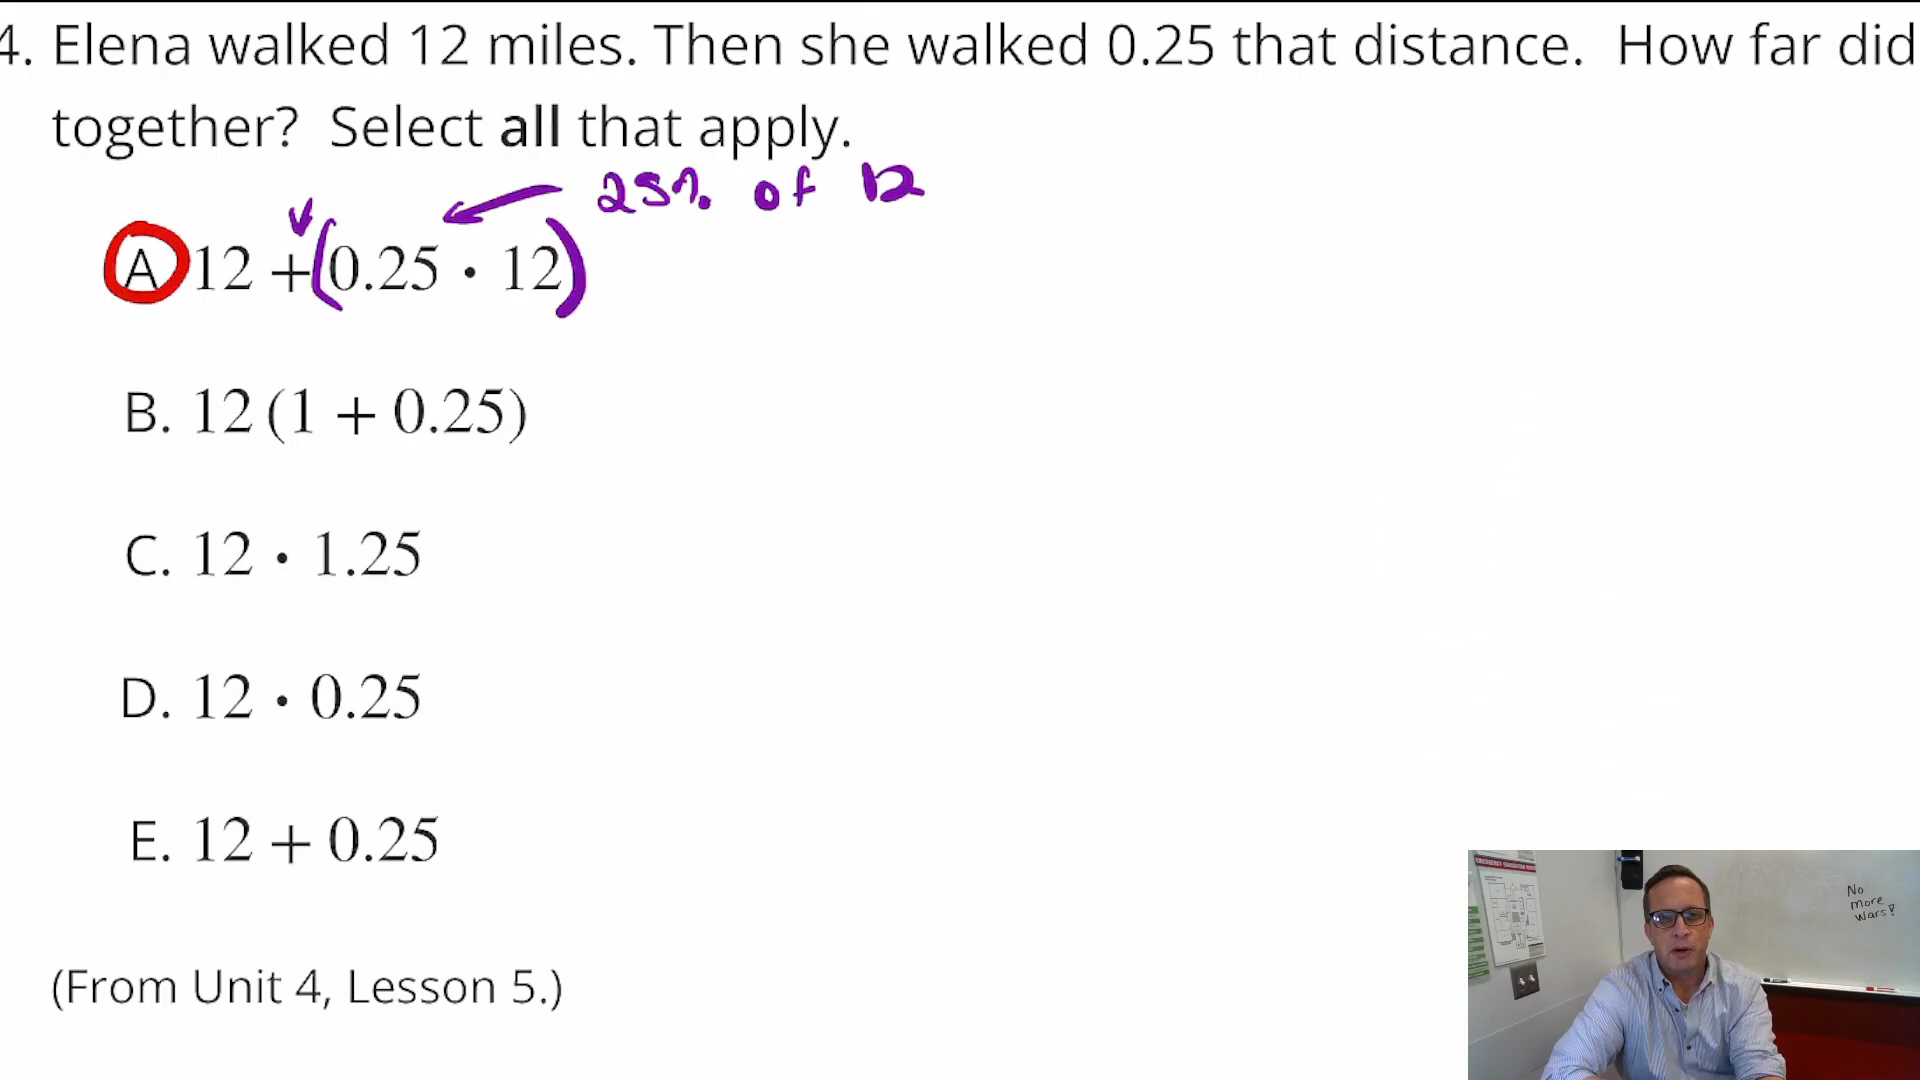 4. Elena walked 12 miles. Then she walked 0.25 that distance. How far did
together? Select all that apply.
25% of 12
A 12 + (0.25 · 12)
B. 12 (1 + 0.25)
C. 12 · 1.25
D. 12 · 0.25
E. 12 + 0.25
(From Unit 4, Lesson 5.)
No
more
wars!